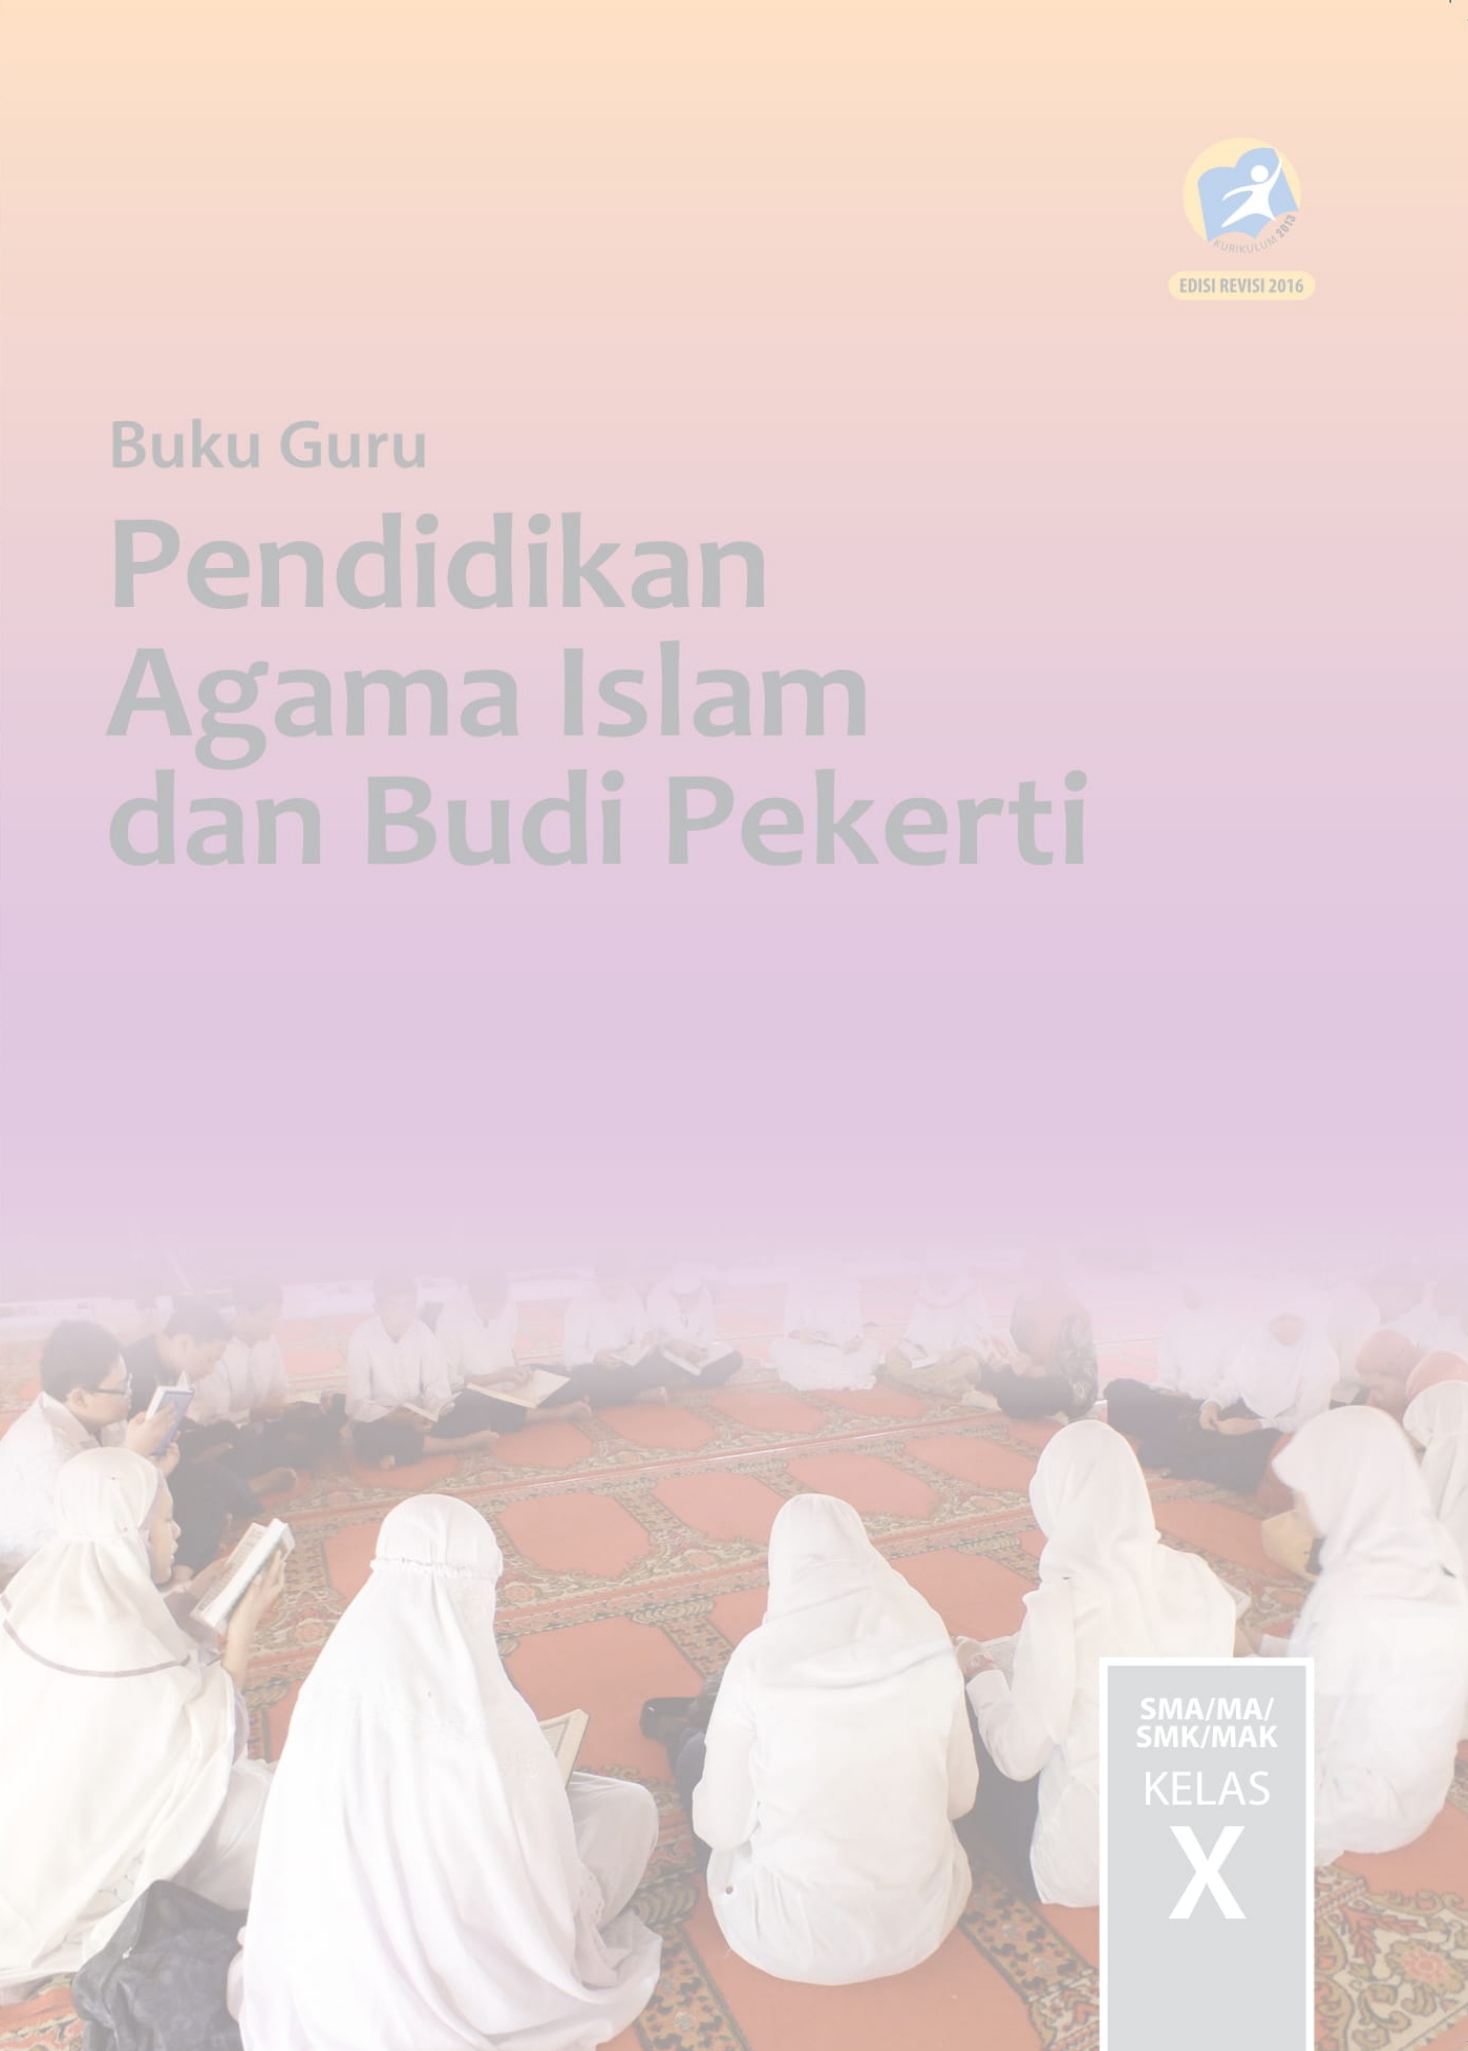 KURIKULUM 2013
EDISI REVISI 2016
Buku Guru
Pendidikan
Agama Islam
dan Budi Pekerti
SMA/MA/
SMK/MAK
KELAS
X